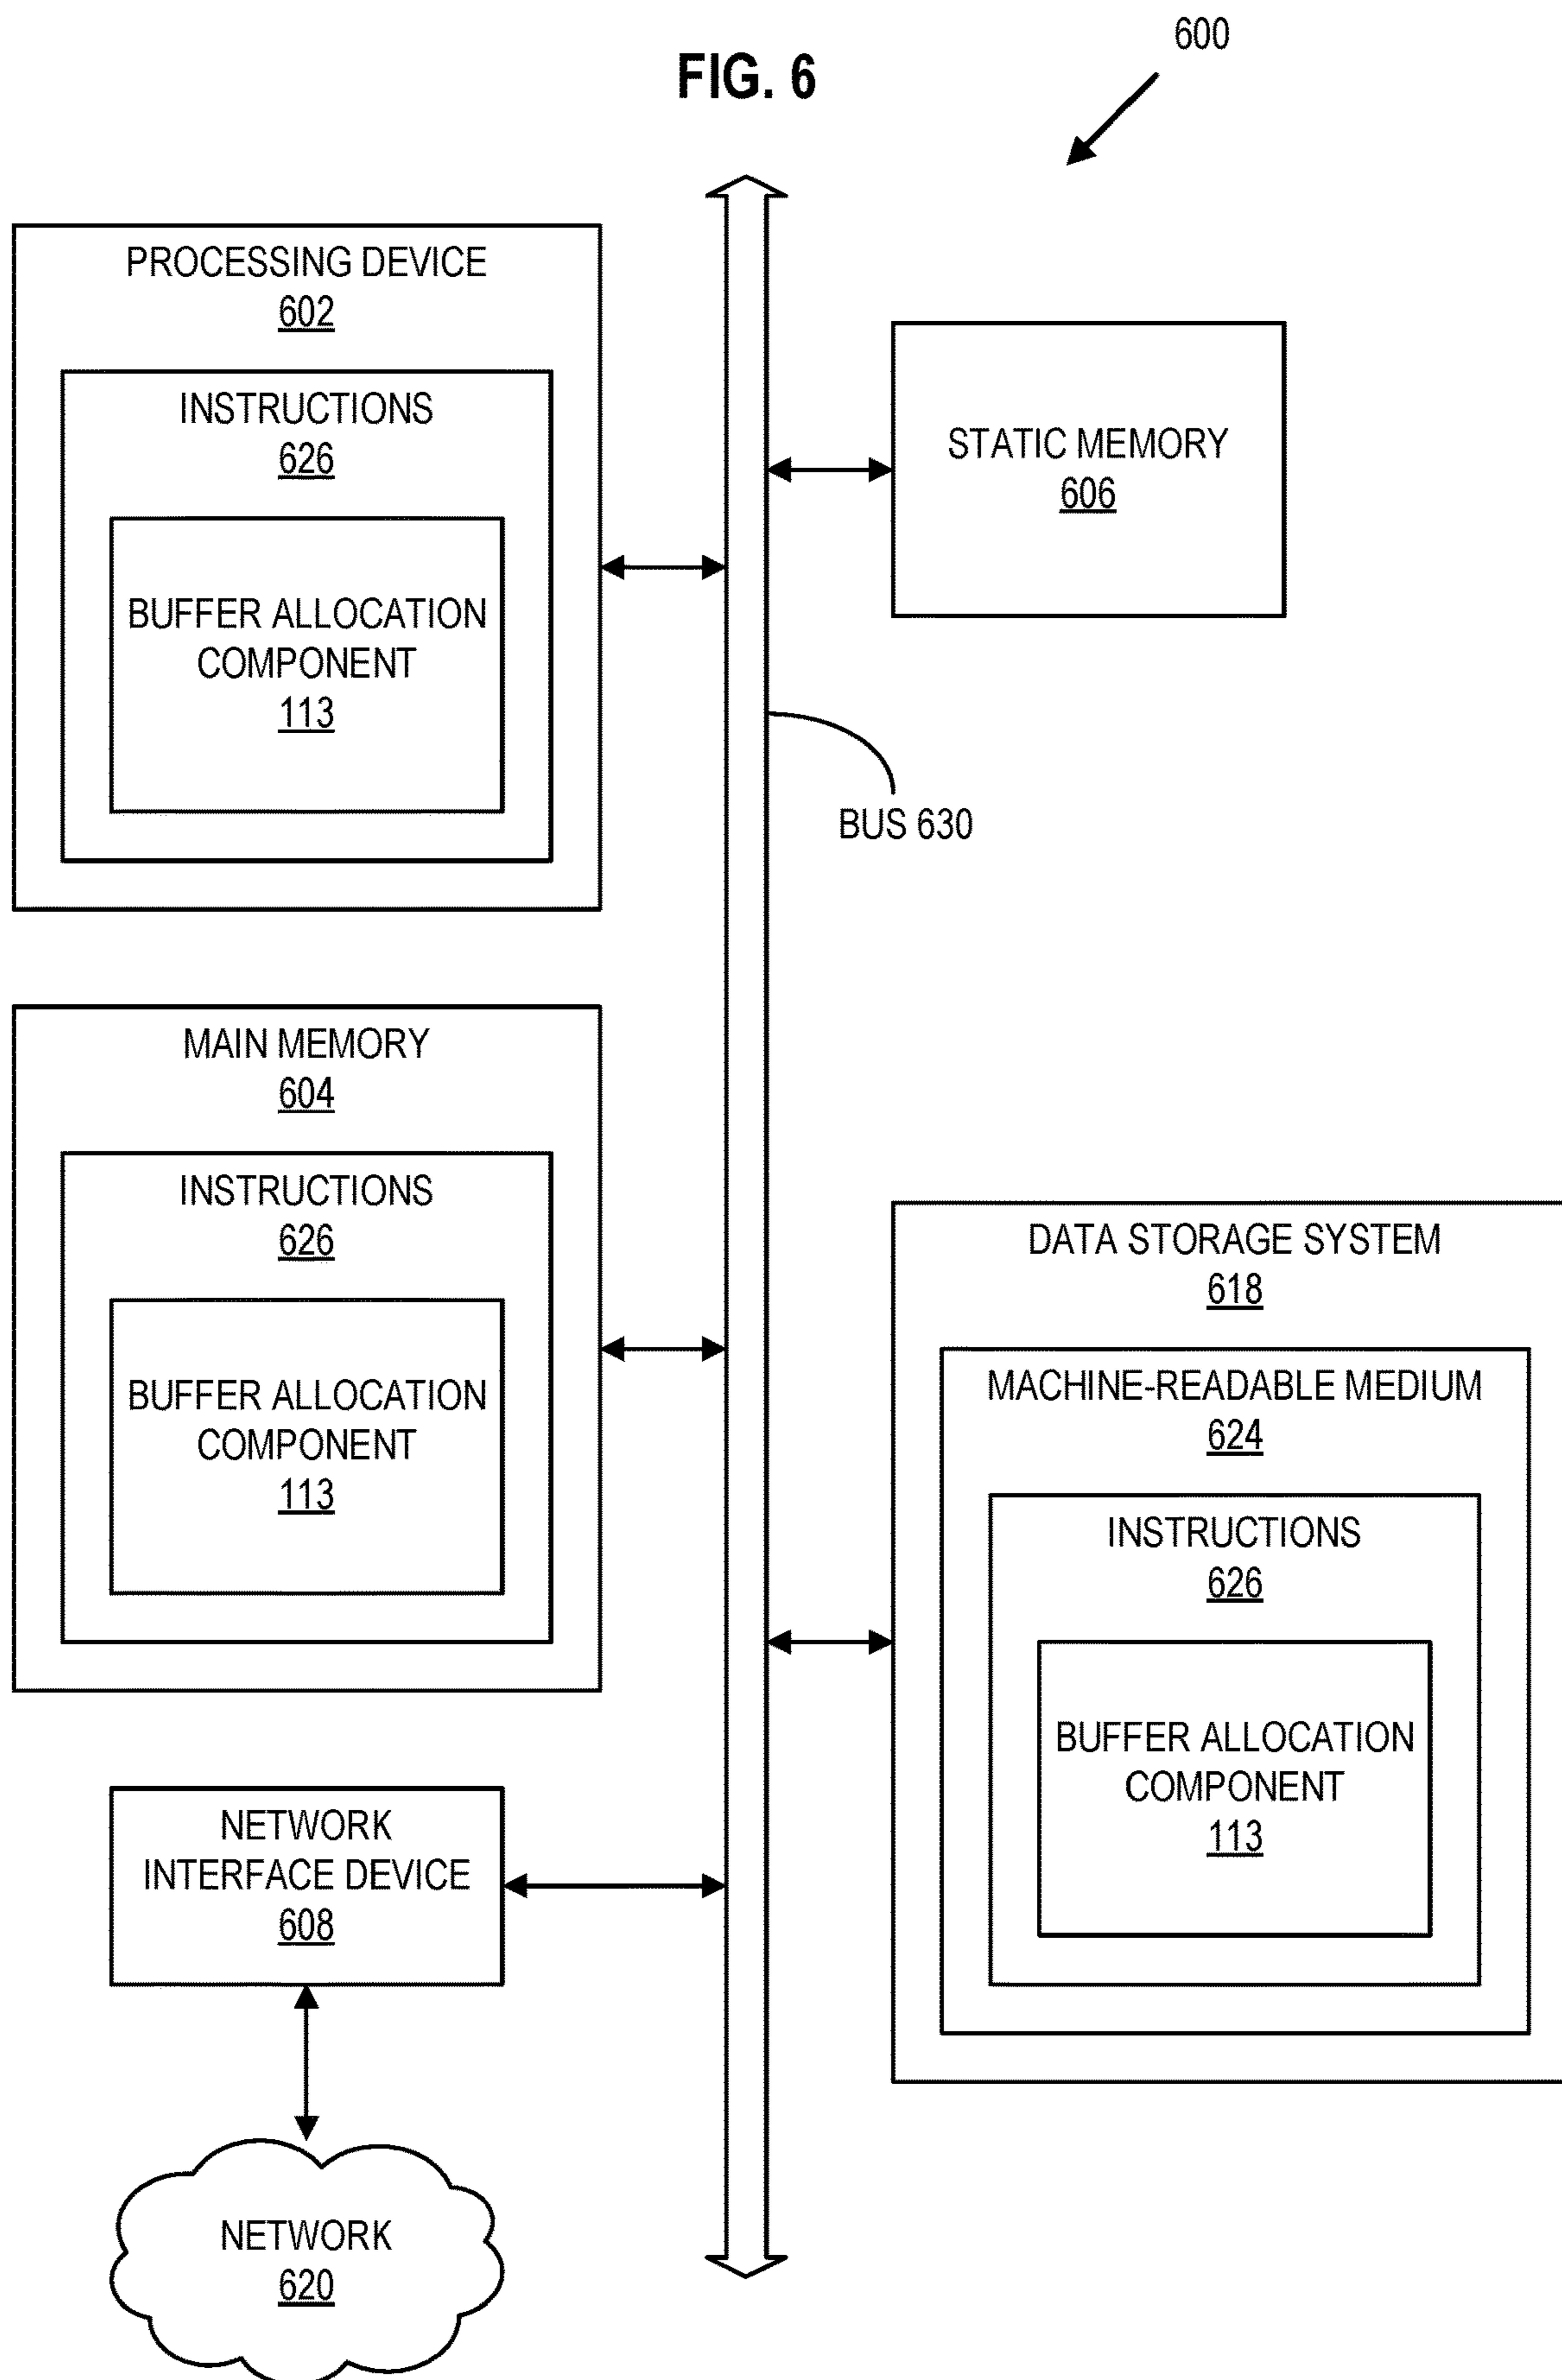 FIG. 6
600
PROCESSING DEVICE
602
INSTRUCTIONS
626
BUFFER ALLOCATION
COMPONENT
113
STATIC MEMORY
606
BUS 630
MAIN MEMORY
604
INSTRUCTIONS
626
BUFFER ALLOCATION
COMPONENT
113
DATA STORAGE SYSTEM
618
MACHINE-READABLE MEDIUM
624
INSTRUCTIONS
626
BUFFER ALLOCATION
COMPONENT
113
NETWORK
INTERFACE DEVICE
608
NETWORK
620